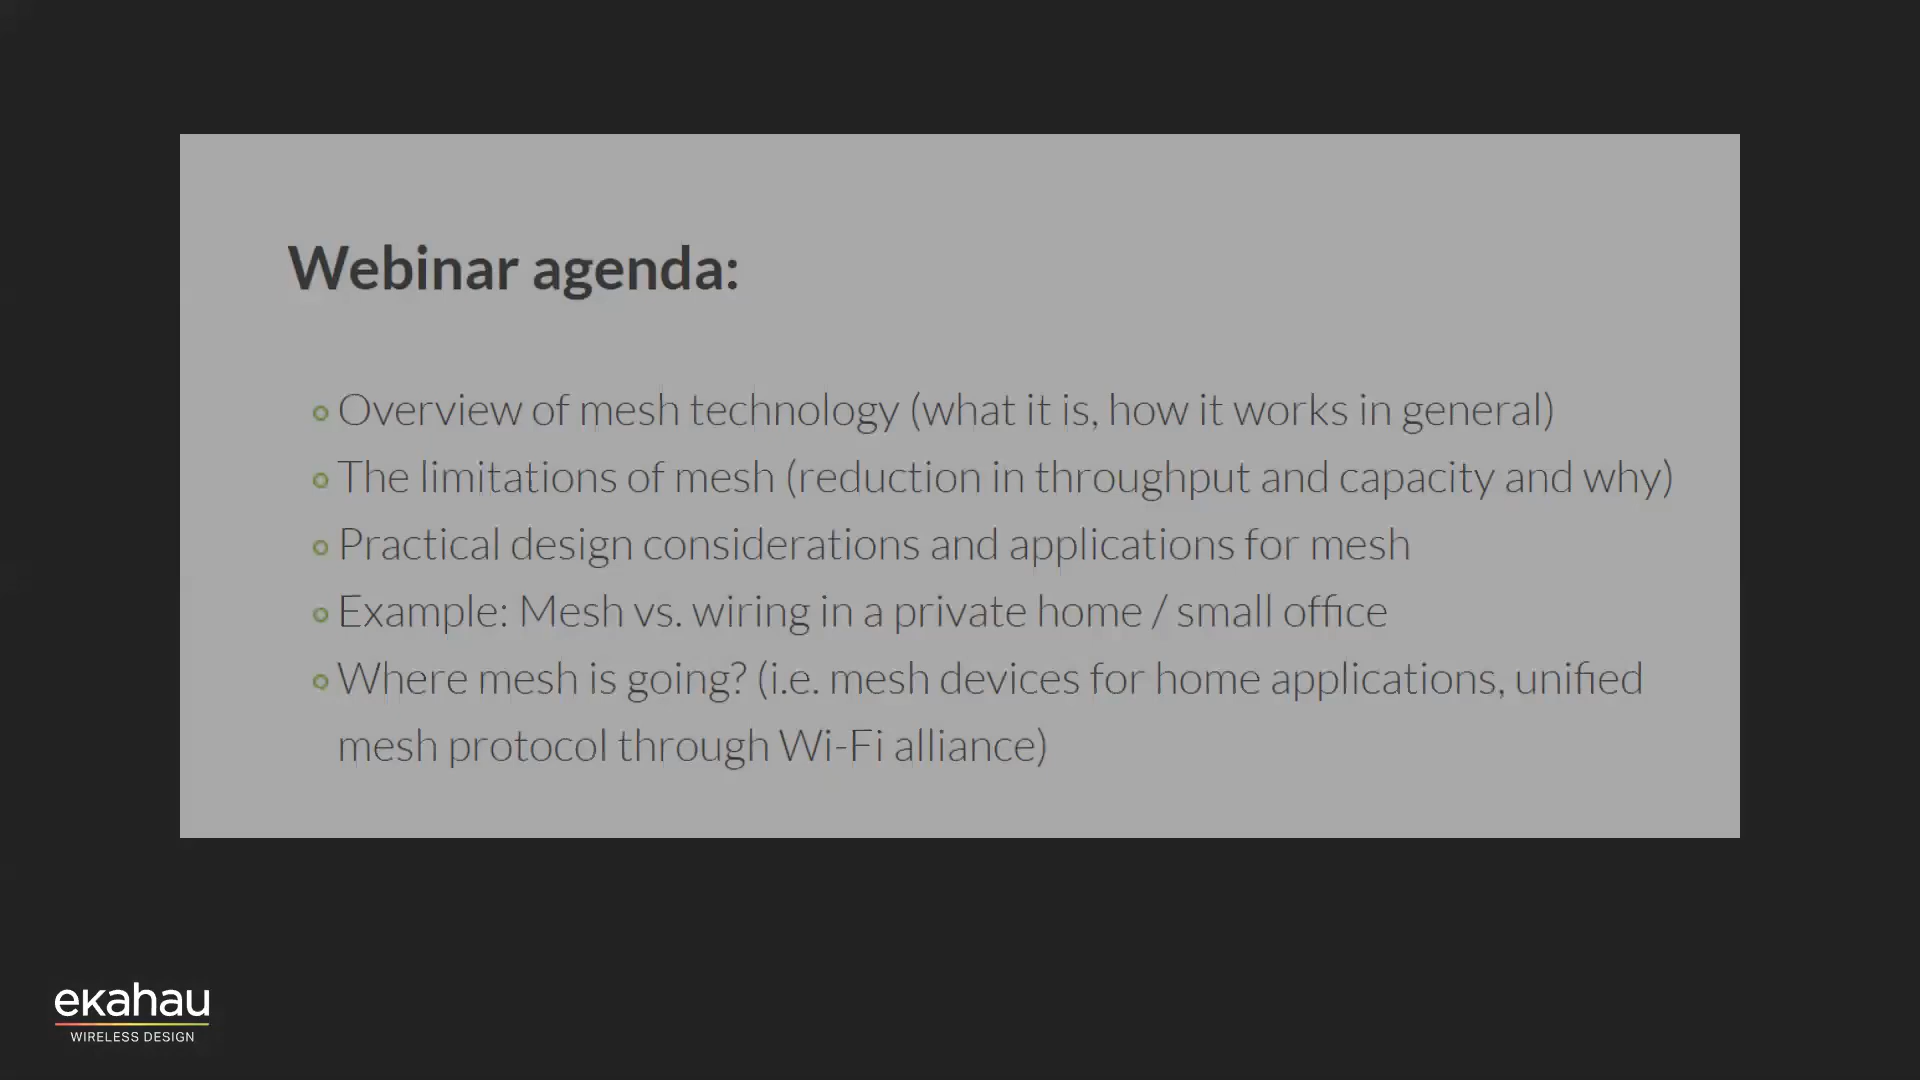 Webinar agenda:
Overview of mesh technology (what it is, how it works in general)
The limitations of mesh (reduction in throughput and capacity and why)
Practical design considerations and applications for mesh
Example: Mesh vs. wiring in a private home / small office
Where mesh is going? (i.e. mesh devices for home applications, unified
mesh protocol through Wi-Fi alliance)
ekahau
WIRELESS DESIGN